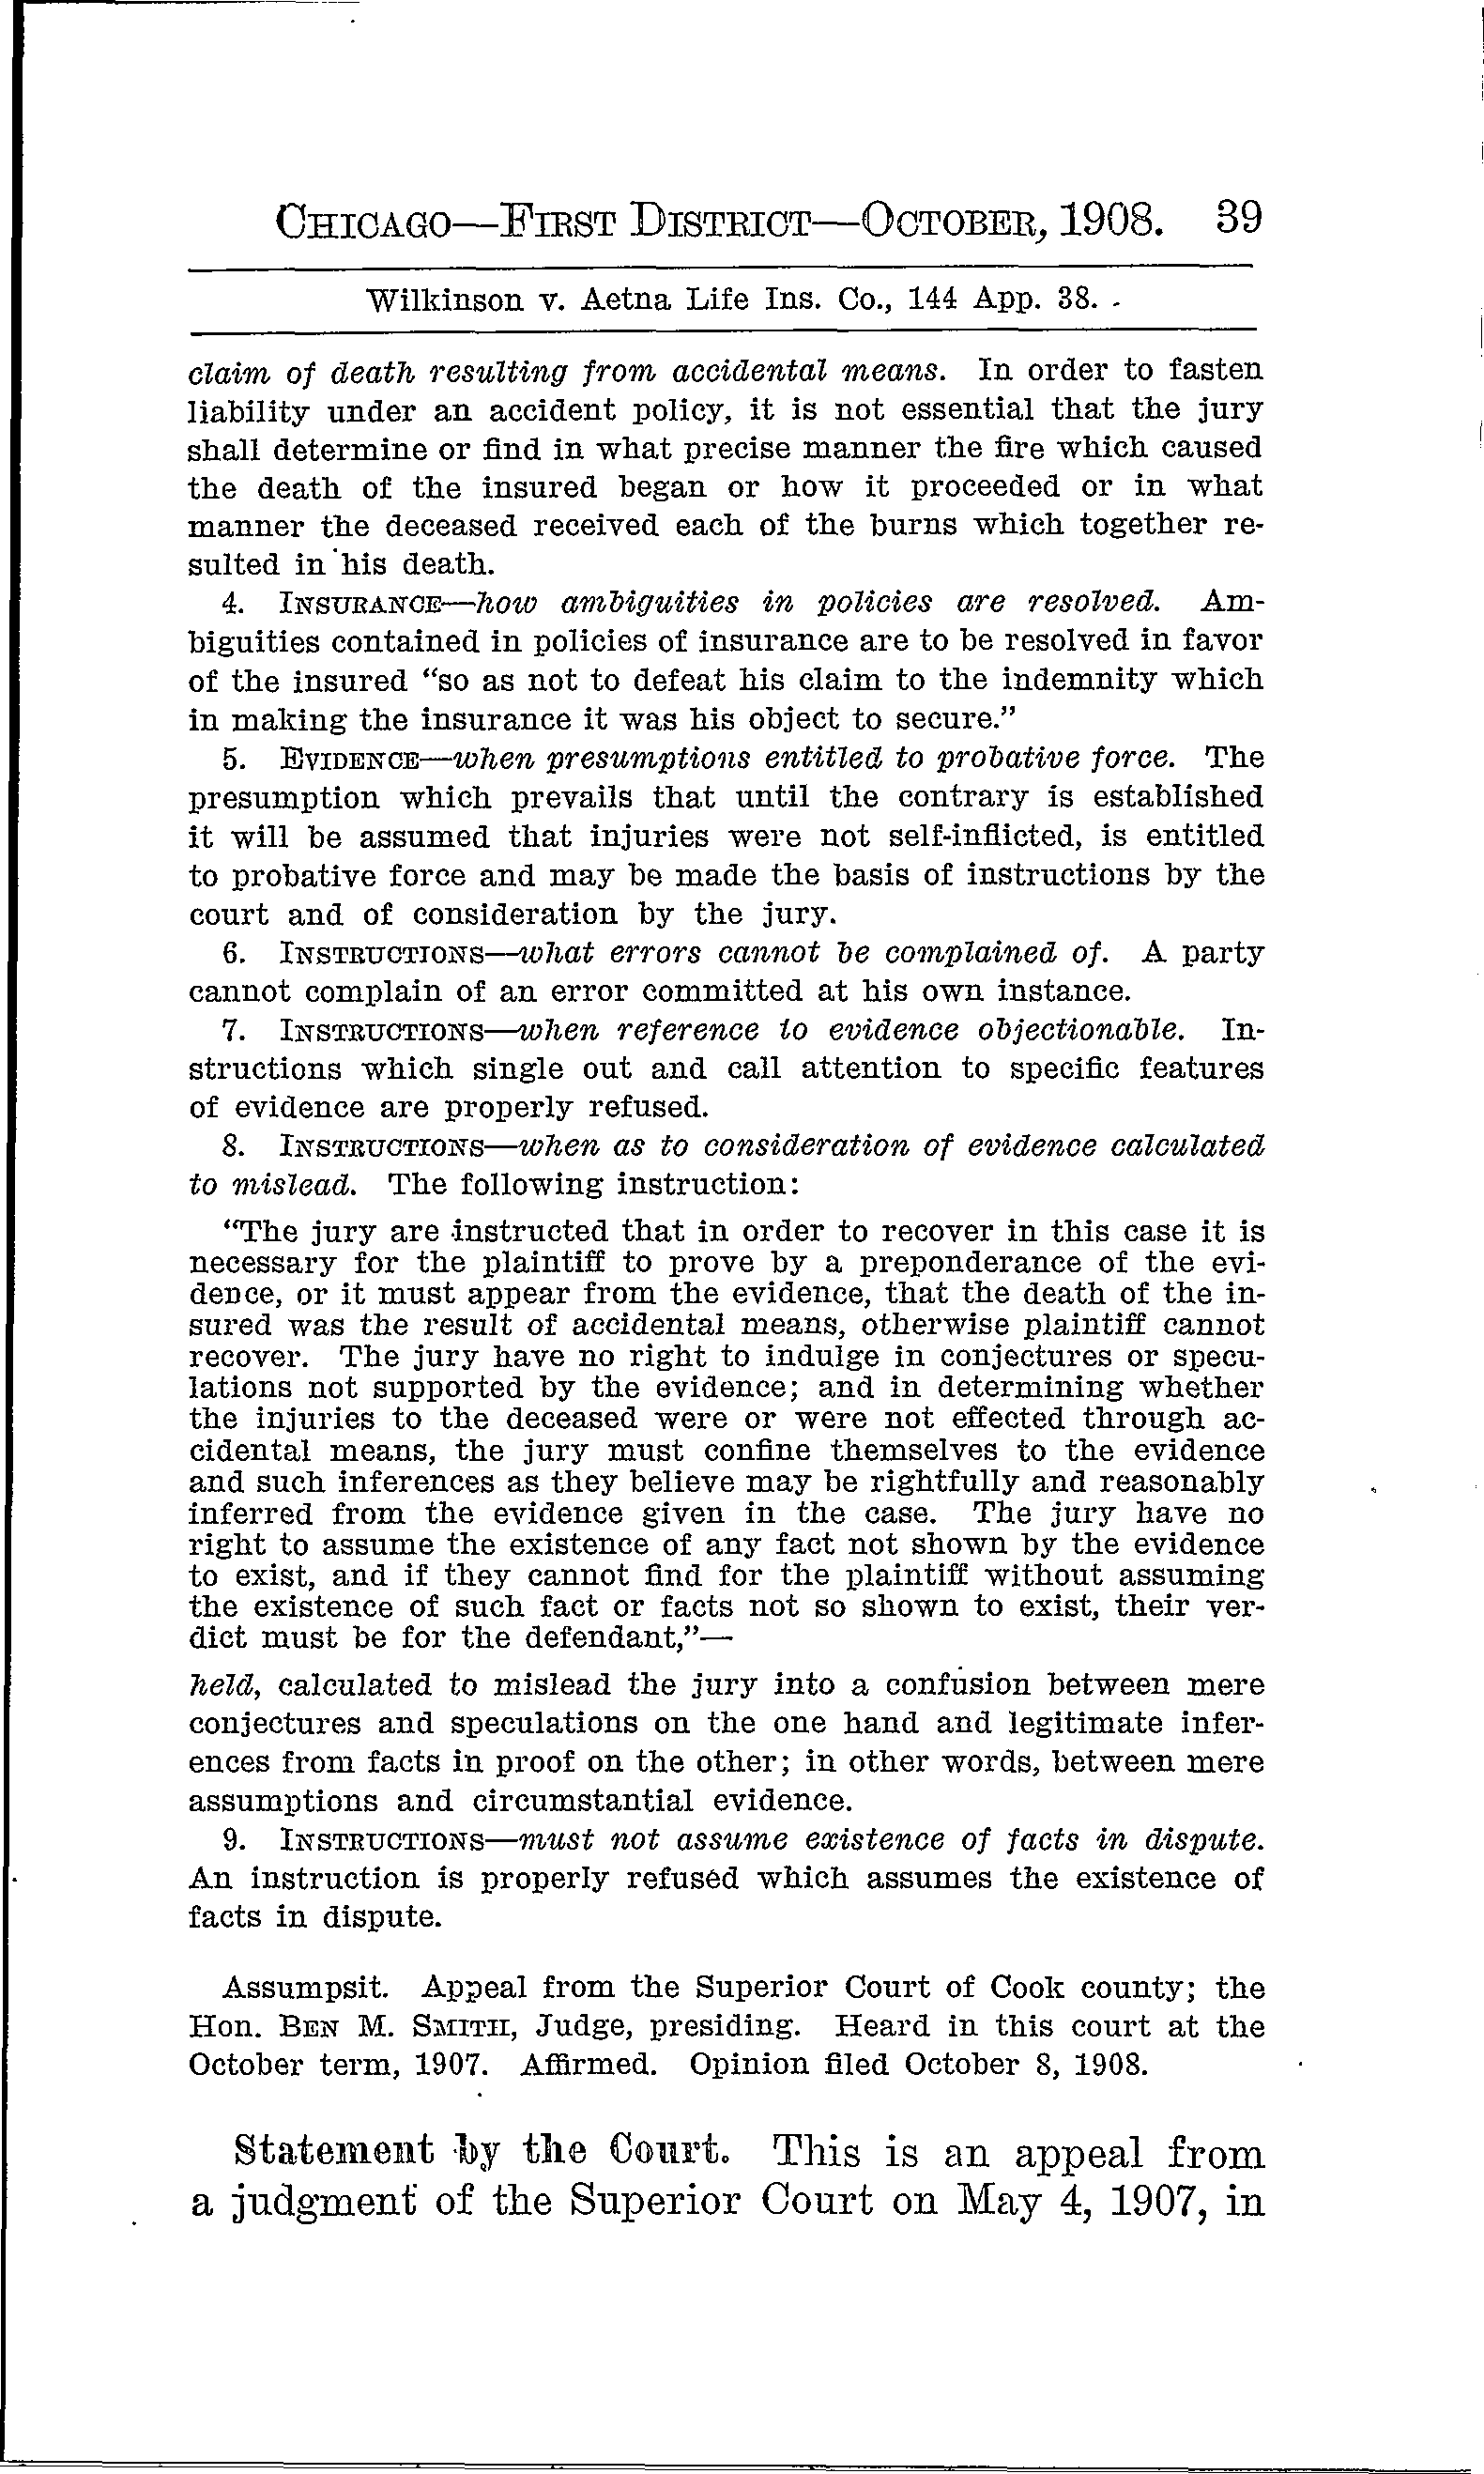 CHICAGO—FIRST DISTRICT—OCTOBER, 1908. 39
Wilkinson v. Aetna Life Ins. Co., 144 App. 38.
claim of death resulting from accidental means. In order to fasten
liability under an accident policy, it is not essential that the jury
shall determine or find in what precise manner the fire which caused
the death of the insured began or how it proceeded or in what
manner the deceased received each of the burns which together re-
sulted in his death.
4. INSURANCE—how ambiguities in policies are resolved. Am-
biguities contained in policies of insurance are to be resolved in favor
of the insured "so as not to defeat his claim to the indemnity which
in making the insurance it was his object to secure."
5. EVIDENCE—when presumptions entitled to probative force. The
presumption which prevails that until the contrary is established
it will be assumed that injuries were not self-inflicted, is entitled
to probative force and may be made the basis of instructions by the
court and of consideration by the jury.
6. INSTRUCTIONS—what errors cannot be complained of. A party
cannot complain of an error committed at his own instance.
7. INSTRUCTIONS—when reference to evidence objectionable. In-
structions which single out and call attention to specific features
of evidence are properly refused.
8. INSTRUCTIONS—when as to consideration of evidence calculated
to mislead. The following instruction:
"The jury are instructed that in order to recover in this case it is
necessary for the plaintiff to prove by a preponderance of the evi-
dence, or it must appear from the evidence, that the death of the in-
sured was the result of accidental means, otherwise plaintiff cannot
recover. The jury have no right to indulge in conjectures or specu-
lations not supported by the evidence; and in determining whether
the injuries to the deceased were or were not effected through ac-
cidental means, the jury must confine themselves to the evidence
and such inferences as they believe may be rightfully and reasonably
inferred from the evidence given in the case. The jury have no
right to assume the existence of any fact not shown by the evidence
to exist, and if they cannot find for the plaintiff without assuming
the existence of such fact or facts not so shown to exist, their ver-
dict must be for the defendant,"—
held, calculated to mislead the jury into a confusion between mere
conjectures and speculations on the one hand and legitimate infer-
ences from facts in proof on the other; in other words, between mere
assumptions and circumstantial evidence.
9. INSTRUCTIONS—must not assume existence of facts in dispute.
An instruction is properly refused which assumes the existence of
facts in dispute.
Assumpsit. Appeal from the Superior Court of Cook county; the
Hon. BEN M. SMITH, Judge, presiding. Heard in this court at the
October term, 1907. Affirmed. Opinion filed October 8, 1908.
Statement by the Court. This is an appeal from
a judgment of the Superior Court on May 4, 1907, in